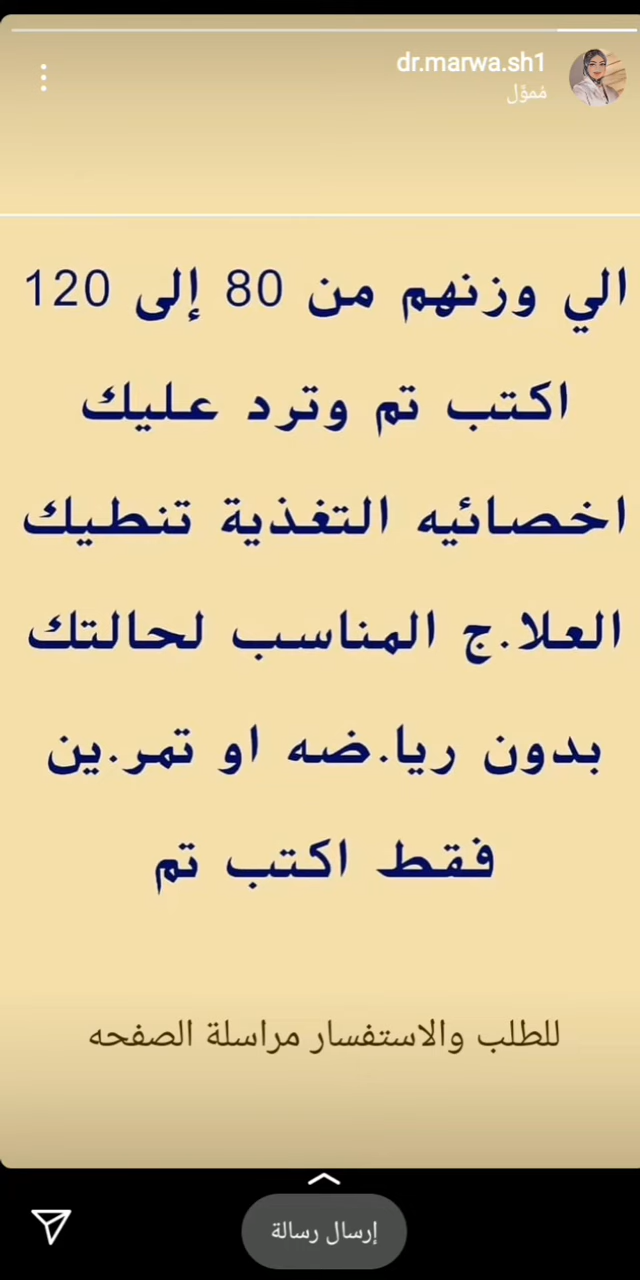 dr.marwa.sh1
مُموَّل
الي وزنهم من 80 إلى 120
اكتب تم وترد عليك
اخصائيه التغذية تنطيك
العلا.ج المناسب لحالتك
بدون ريا.ضه او تمر.ين
فقط اكتب تم
للطلب والاستفسار مراسلة الصفحه
إرسال رسالة